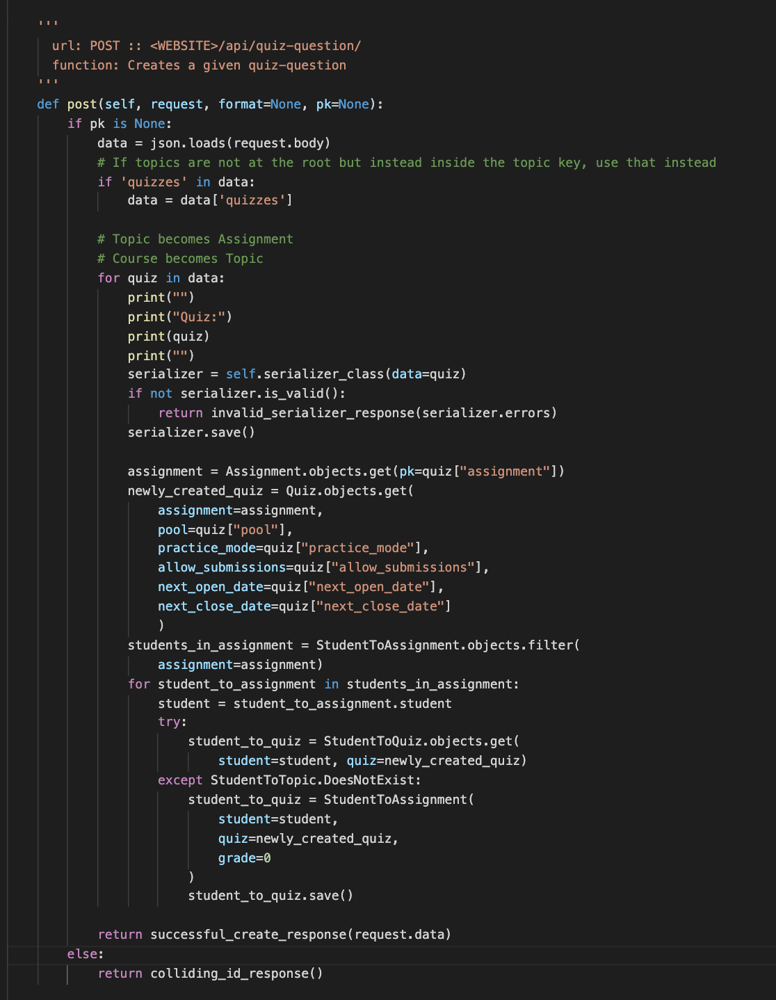 '''
url: POST :: <WEBSITE>/api/quiz-question/
function: Creates a given quiz-question
'''
def post(self, request, format=None, pk=None):
if pk is None:
data = json.loads(request.body)
# If topics are not at the root but instead inside the topic key, use that instead
if 'quizzes' in data:
data = data['quizzes']
# Topic becomes Assignment
# Course becomes Topic
for quiz in data:
print("")
print("Quiz:")
print(quiz)
print("")
serializer = self.serializer_class(data=quiz)
if not serializer.is_valid():
return invalid_serializer_response(serializer.errors)
serializer.save()
assignment = Assignment.objects.get(pk=quiz["assignment"])
newly_created_quiz = Quiz.objects.get(
assignment=assignment,
pool=quiz["pool"],
practice_mode=quiz["practice_mode"],
allow_submissions=quiz["allow_submissions"],
next_open_date=quiz["next_open_date"],
next_close_date=quiz["next_close_date"]
)
students_in_assignment = StudentToAssignment.objects.filter(
assignment=assignment)
for student_to_assignment in students_in_assignment:
student = student_to_assignment.student
try:
student_to_quiz = StudentToQuiz.objects.get(
student=student, quiz=newly_created_quiz)
except StudentToTopic.DoesNotExist:
student_to_quiz = StudentToAssignment(
student=student,
quiz=newly_created_quiz,
grade=0
)
student_to_quiz.save()
return successful_create_response(request.data)
else:
return colliding_id_response()